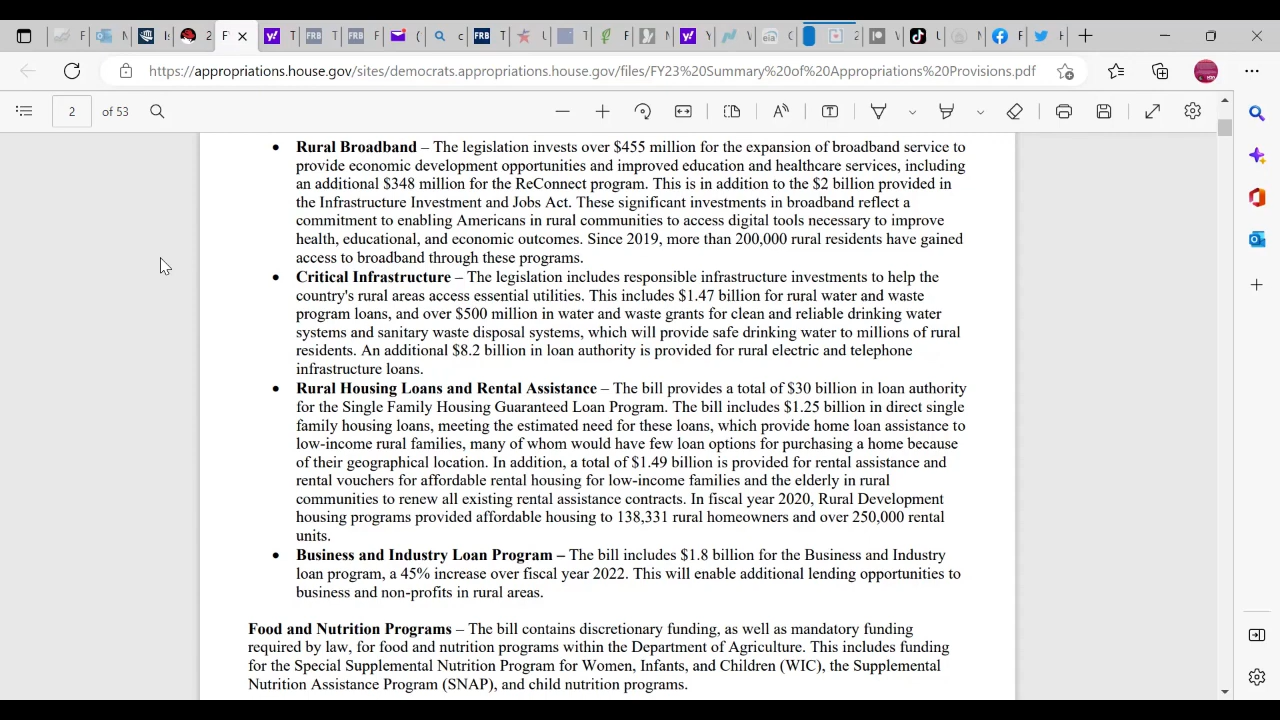 FRB
FRB
FRB
https://appropriations.house.gov/sites/democrats.appropriations.house.gov/files/FY23%20Summary%20of%20Appropriations%20Provisions.pdf
2 of 53
• Rural Broadband – The legislation invests over $455 million for the expansion of broadband service to
provide economic development opportunities and improved education and healthcare services, including
an additional $348 million for the ReConnect program. This is in addition to the $2 billion provided in
the Infrastructure Investment and Jobs Act. These significant investments in broadband reflect a
commitment to enabling Americans in rural communities to access digital tools necessary to improve
health, educational, and economic outcomes. Since 2019, more than 200,000 rural residents have gained
access to broadband through these programs.
• Critical Infrastructure – The legislation includes responsible infrastructure investments to help the
country's rural areas access essential utilities. This includes $1.47 billion for rural water and waste
program loans, and over $500 million in water and waste grants for clean and reliable drinking water
systems and sanitary waste disposal systems, which will provide safe drinking water to millions of rural
residents. An additional $8.2 billion in loan authority is provided for rural electric and telephone
infrastructure loans.
• Rural Housing Loans and Rental Assistance – The bill provides a total of $30 billion in loan authority
for the Single Family Housing Guaranteed Loan Program. The bill includes $1.25 billion in direct single
family housing loans, meeting the estimated need for these loans, which provide home loan assistance to
low-income rural families, many of whom would have few loan options for purchasing a home because
of their geographical location. In addition, a total of $1.49 billion is provided for rental assistance and
rental vouchers for affordable rental housing for low-income families and the elderly in rural
communities to renew all existing rental assistance contracts. In fiscal year 2020, Rural Development
housing programs provided affordable housing to 138,331 rural homeowners and over 250,000 rental
units.
• Business and Industry Loan Program – The bill includes $1.8 billion for the Business and Industry
loan program, a 45% increase over fiscal year 2022. This will enable additional lending opportunities to
business and non-profits in rural areas.
Food and Nutrition Programs – The bill contains discretionary funding, as well as mandatory funding
required by law, for food and nutrition programs within the Department of Agriculture. This includes funding
for the Special Supplemental Nutrition Program for Women, Infants, and Children (WIC), the Supplemental
Nutrition Assistance Program (SNAP), and child nutrition programs.